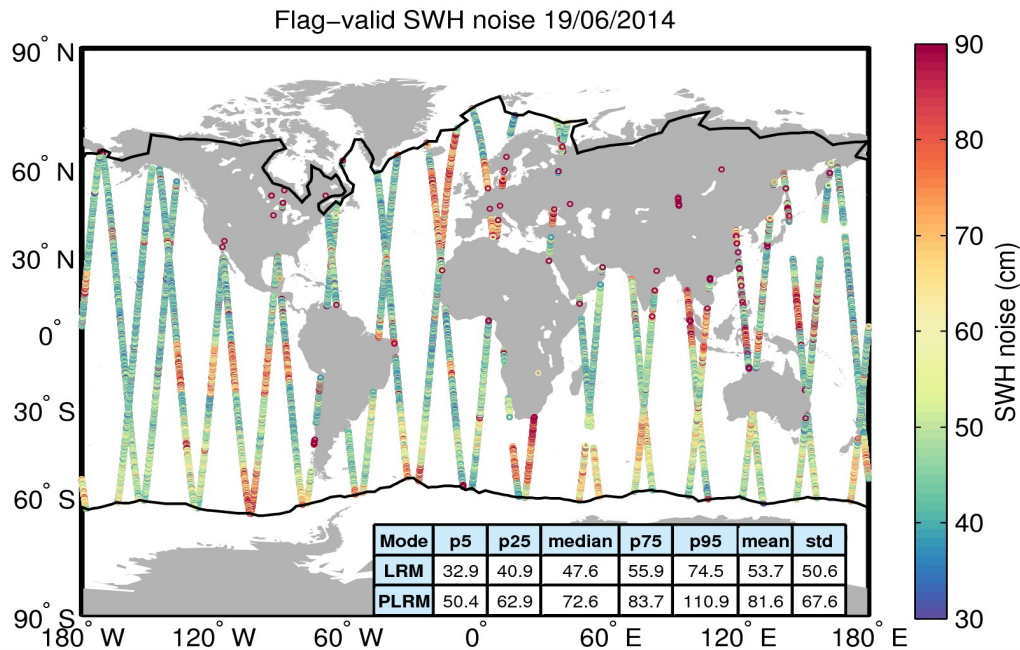 Flag−valid SWH noise 19/06/2014
90° N
60° N
30° N
0°
30° S
60° S
90° S
180° W
120° W
60° W
0°
60° E
120° E
180° E
Mode p5 p25 median p75 p95 mean std
LRM 32.9 40.9 47.6 55.9 74.5 53.7 50.6
PLRM 50.4 62.9 72.6 83.7 110.9 81.6 67.6
90
80
70
60
50
40
30
SWH noise (cm)